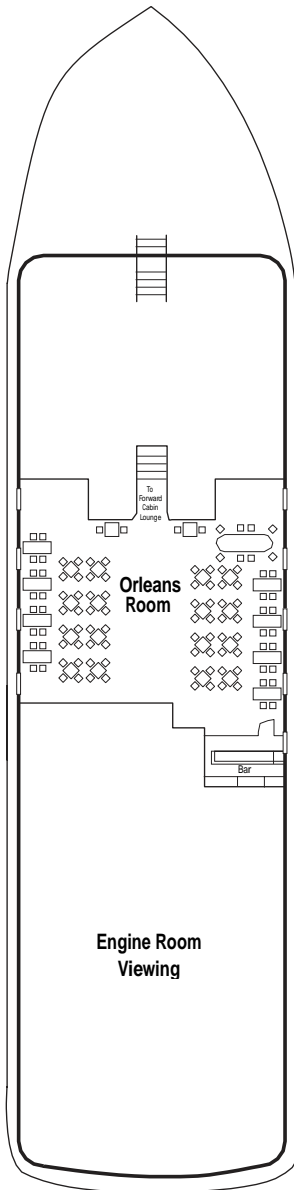 To
Forward
Cabin
Lounge
Orleans
Room
Bar
Engine Room
Viewing